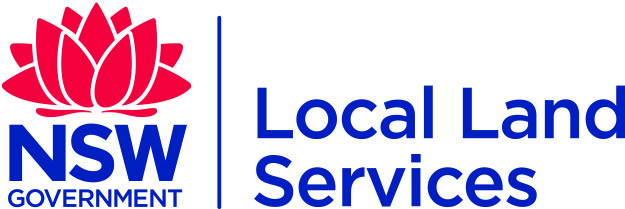 NSW
GOVERNMENT
Local Land
Services